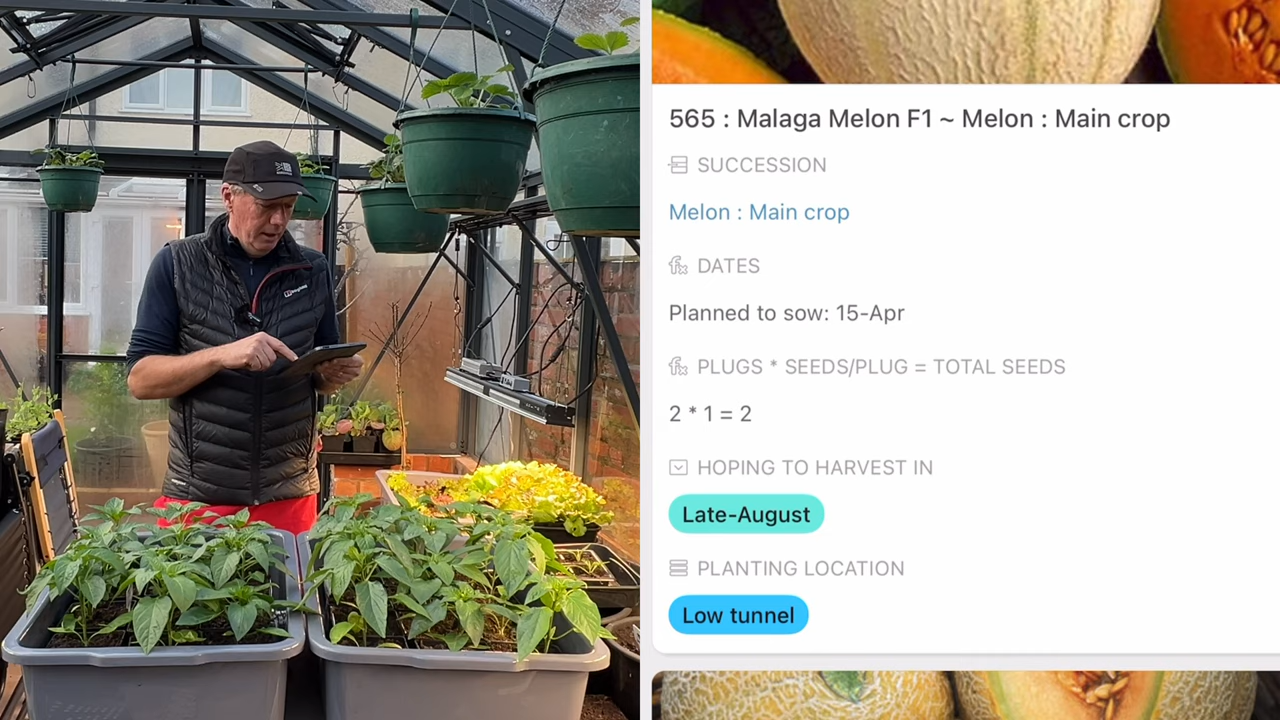 565 : Malaga Melon F1 ~ Melon : Main crop
SUCCESSION
Melon : Main crop
DATES
Planned to sow: 15-Apr
PLUGS * SEEDS/PLUG = TOTAL SEEDS
2 * 1 = 2
HOPING TO HARVEST IN
Late-August
PLANTING LOCATION
Low tunnel